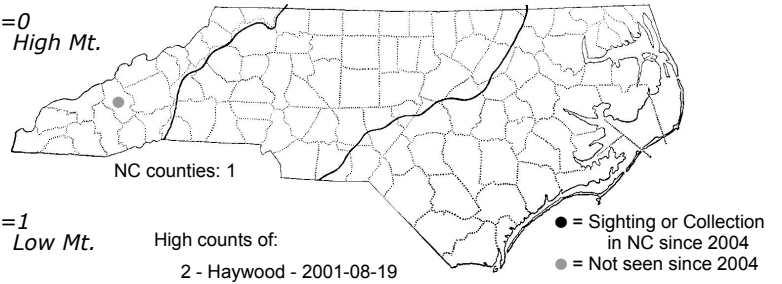 =0
High Mt.
NC counties: 1
=1
Low Mt.
High counts of:
2 - Haywood - 2001-08-19
● = Sighting or Collection
in NC since 2004
● = Not seen since 2004